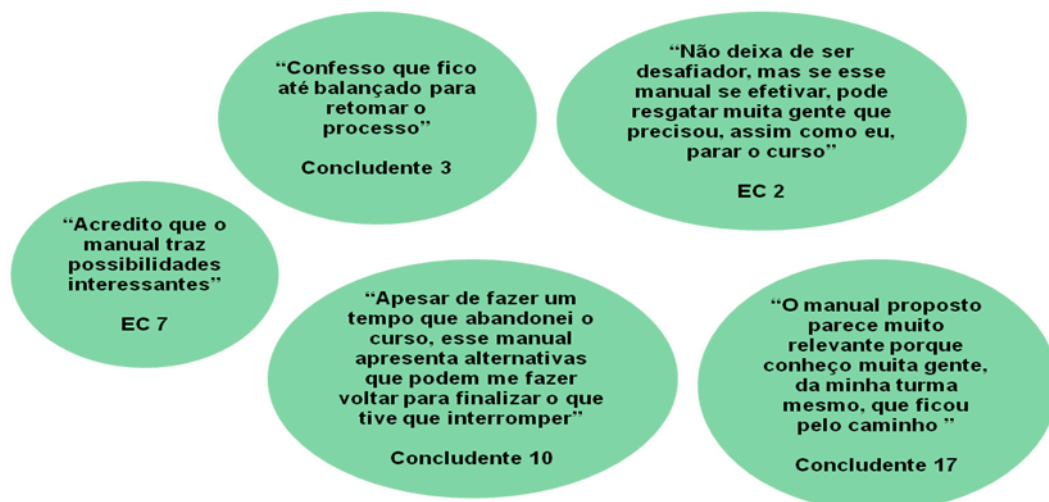 “Confesso que fico
até balançado para
retomar o
processo”
Concludente 3
“Não deixa de ser
desafiador, mas se esse
manual se efetivar, pode
resgatar muita gente que
precisou, assim como eu,
parar o curso”
EC 2
“Acredito que o
manual traz
possibilidades
interessantes”
EC 7
“Apesar de fazer um
tempo que abandonei o
curso, esse manual
apresenta alternativas
que podem me fazer
voltar para finalizar o que
tive que interromper”
Concludente 10
“O manual proposto
parece muito
relevante porque
conheço muita gente,
da minha turma
mesmo, que ficou
pelo caminho ”
Concludente 17